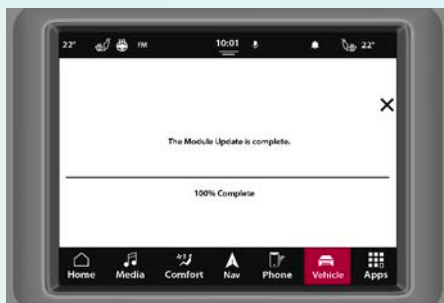 22° FM 10:01 22°
The Module Update is complete.
100% Complete
Home Media Comfort Nav Phone Vehicle Apps